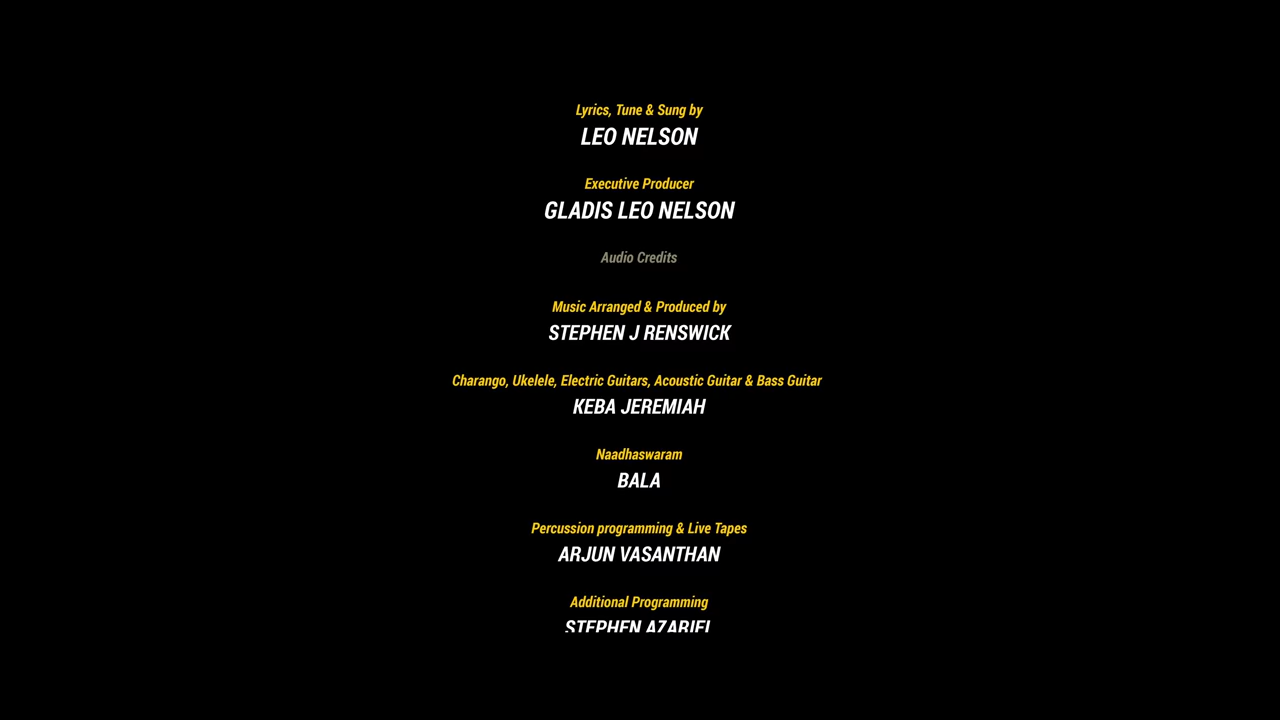 Lyrics, Tune & Sung by
LEO NELSON
Executive Producer
GLADIS LEO NELSON
Audio Credits
Music Arranged & Produced by
STEPHEN J RENSWICK
Charango, Ukelele, Electric Guitars, Acoustic Guitar & Bass Guitar
KEBA JEREMIAH
Naadhaswaram
BALA
Percussion programming & Live Tapes
ARJUN VASANTHAN
Additional Programming
STEPHEN AZARIEL